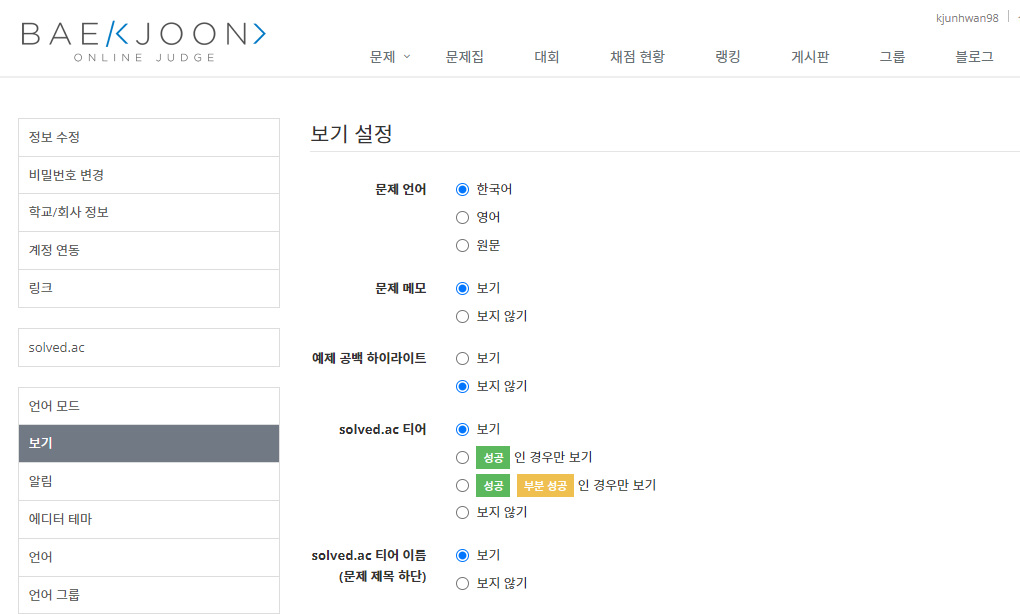 kjunhwan98
BAEKJOON>
ONLINE JUDGE
문제 문제집 대회 채점 현황 랭킹 게시판 그룹 블로그
정보 수정
비밀번호 변경
학교/회사 정보
계정 연동
링크
solved.ac
언어 모드
보기
알림
에디터 테마
언어
언어 그룹
보기 설정
문제 언어 한국어
영어
원문
문제 메모 보기
보지 않기
예제 공백 하이라이트 보기
보지 않기
solved.ac 티어 보기
성공 인 경우만 보기
성공 부분 성공 인 경우만 보기
보지 않기
solved.ac 티어 이름 보기
(문제 제목 하단) 보지 않기